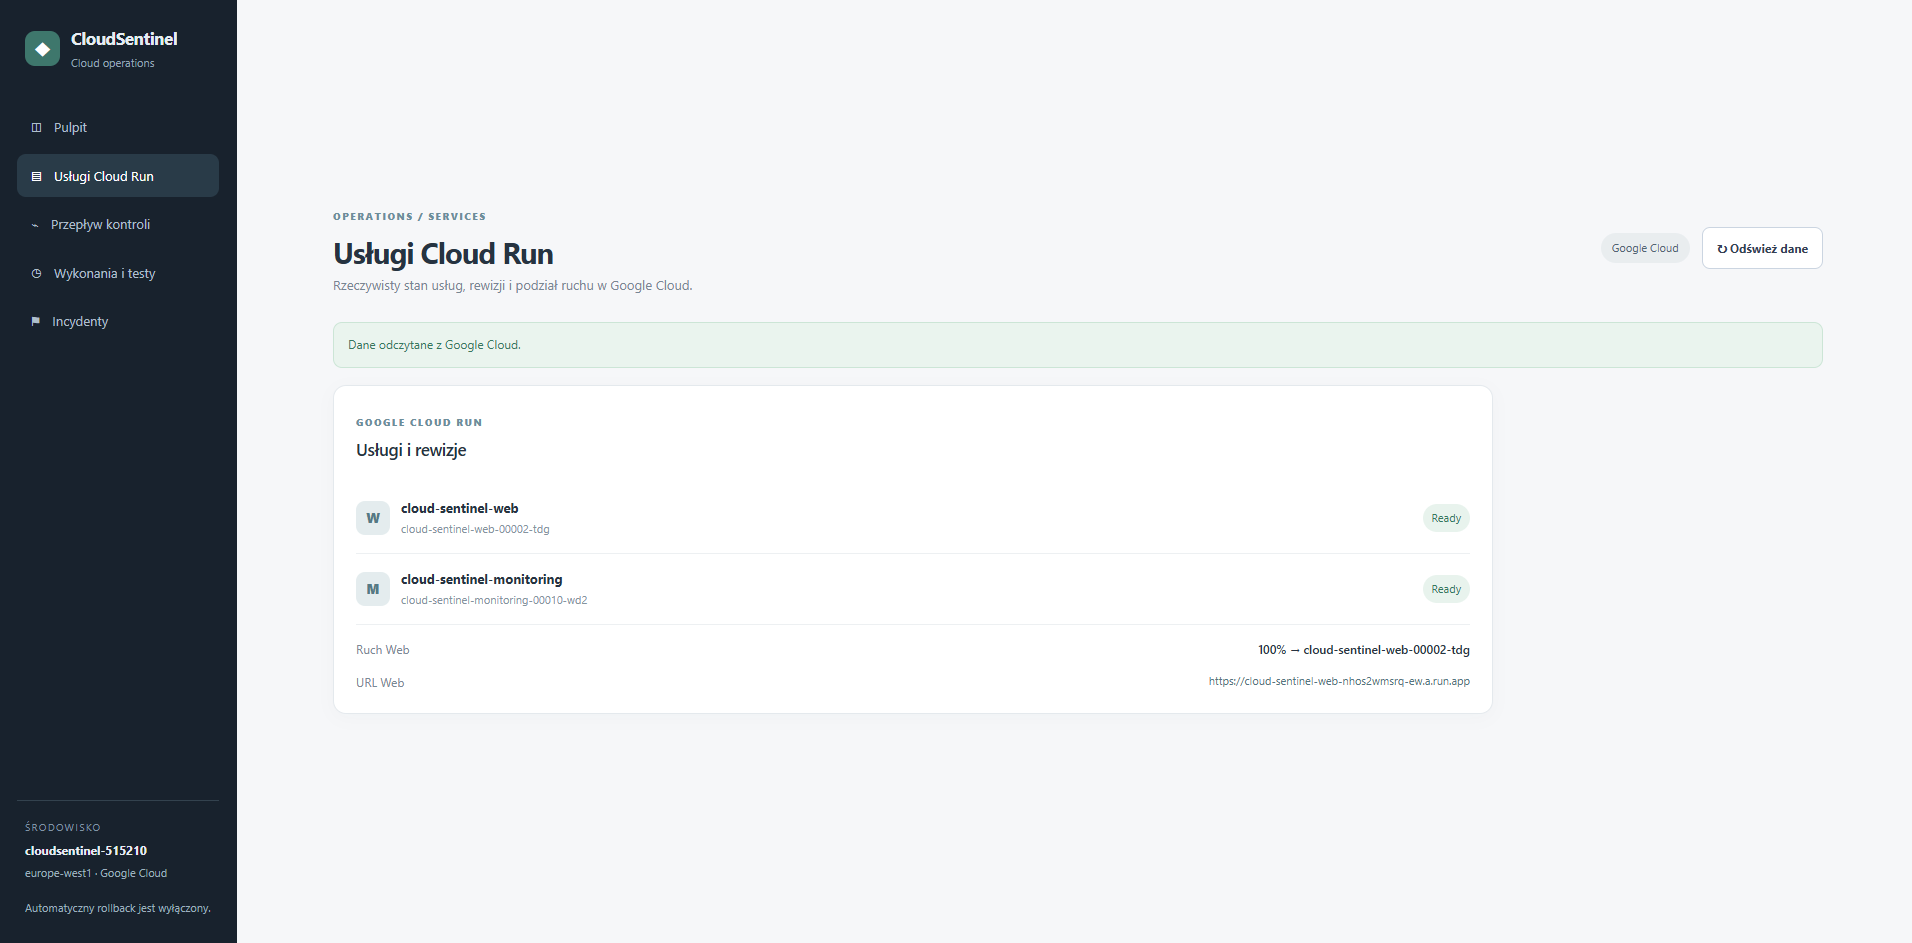 CloudSentinel
Cloud operations
Pulpit
Usługi Cloud Run
Przepływ kontroli
Wykonania i testy
Incydenty
ŚRODOWISKO
cloudsentinel-515210
europe-west1 · Google Cloud
Automatyczny rollback jest wyłączony.
OPERATIONS / SERVICES
Usługi Cloud Run
Rzeczywisty stan usług, rewizji i podział ruchu w Google Cloud.
Google Cloud
↻ Odśwież dane
Dane odczytane z Google Cloud.
GOOGLE CLOUD RUN
Usługi i rewizje
W
cloud-sentinel-web
cloud-sentinel-web-00002-tdg
Ready
M
cloud-sentinel-monitoring
cloud-sentinel-monitoring-00010-wd2
Ready
Ruch Web
100% → cloud-sentinel-web-00002-tdg
URL Web
https://cloud-sentinel-web-nhos2wmsrq-ew.a.run.app